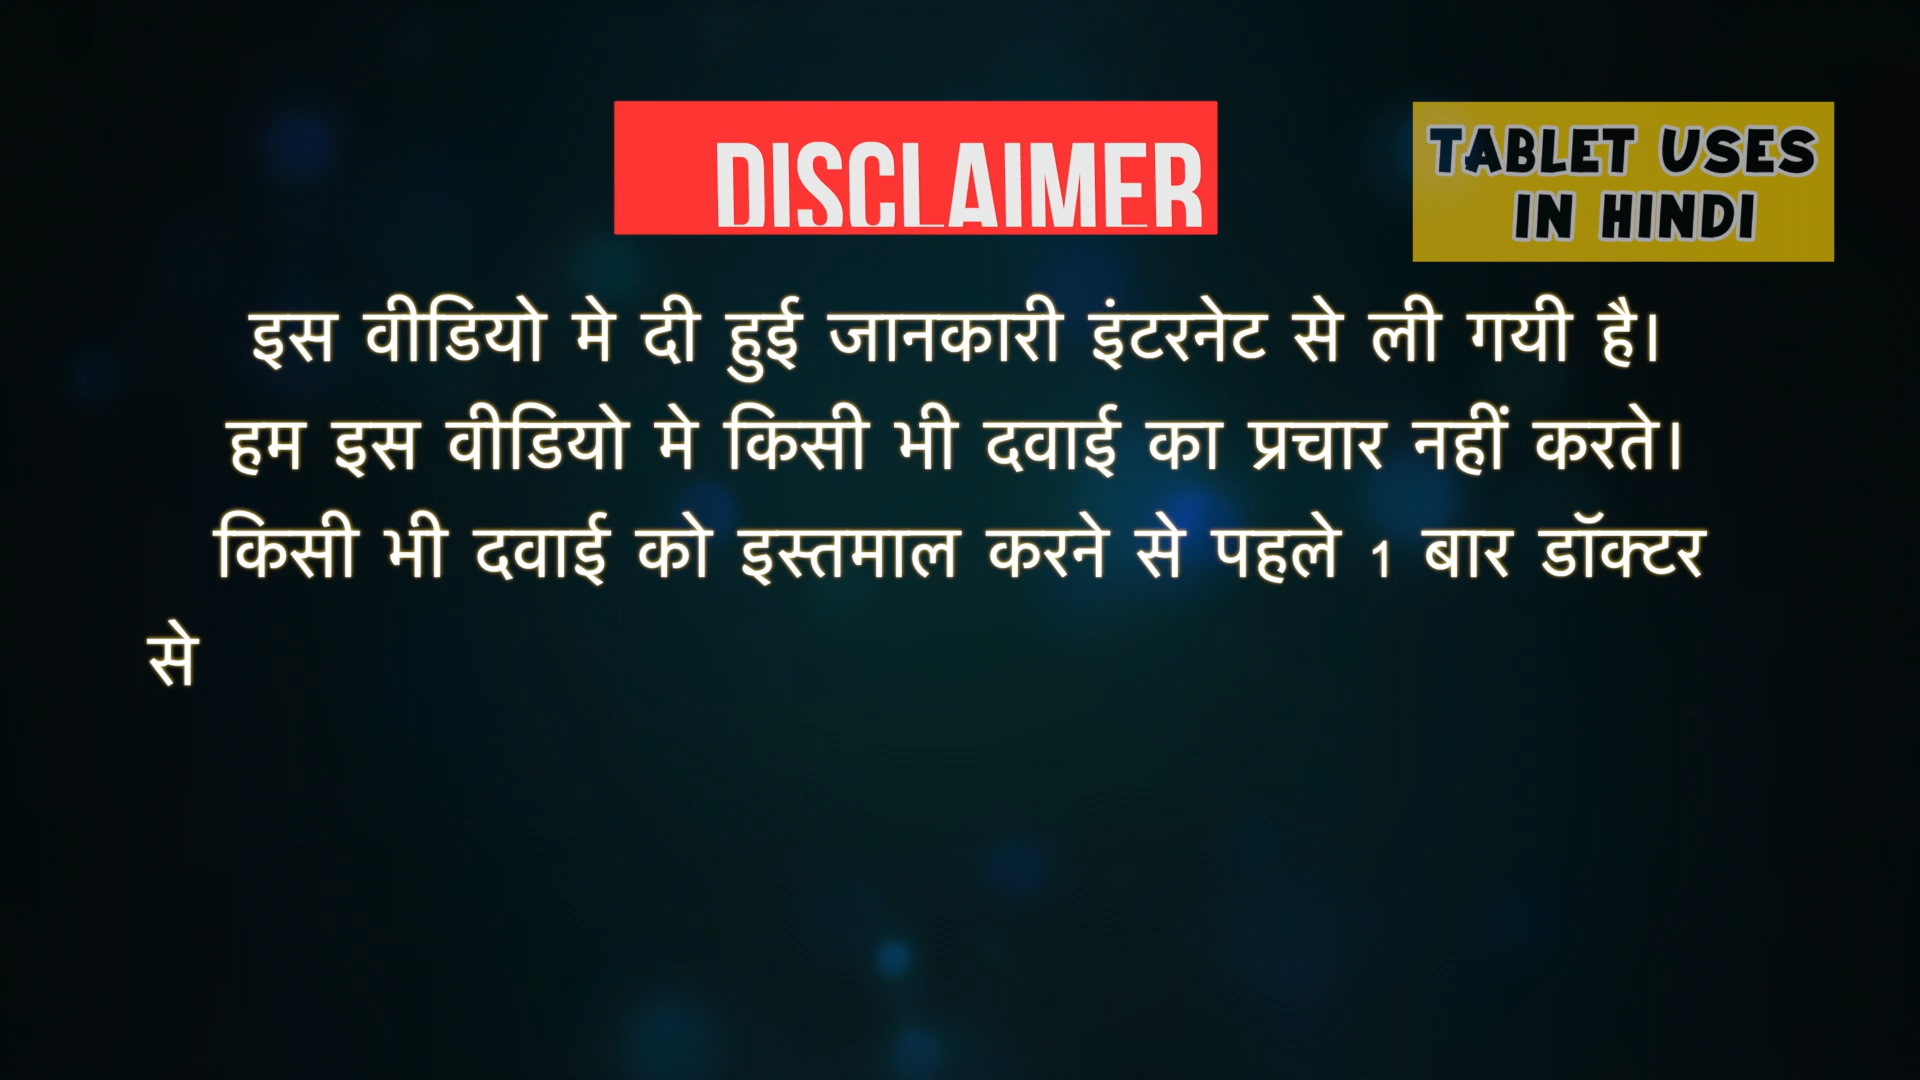 DISCLAIMER
TABLET USES
IN HINDI
इस वीडियो मे दी हुई जानकारी इंटरनेट से ली गयी है।
हम इस वीडियो मे किसी भी दवाई का प्रचार नहीं करते।
किसी भी दवाई को इस्तमाल करने से पहले 1 बार डॉक्टर
से